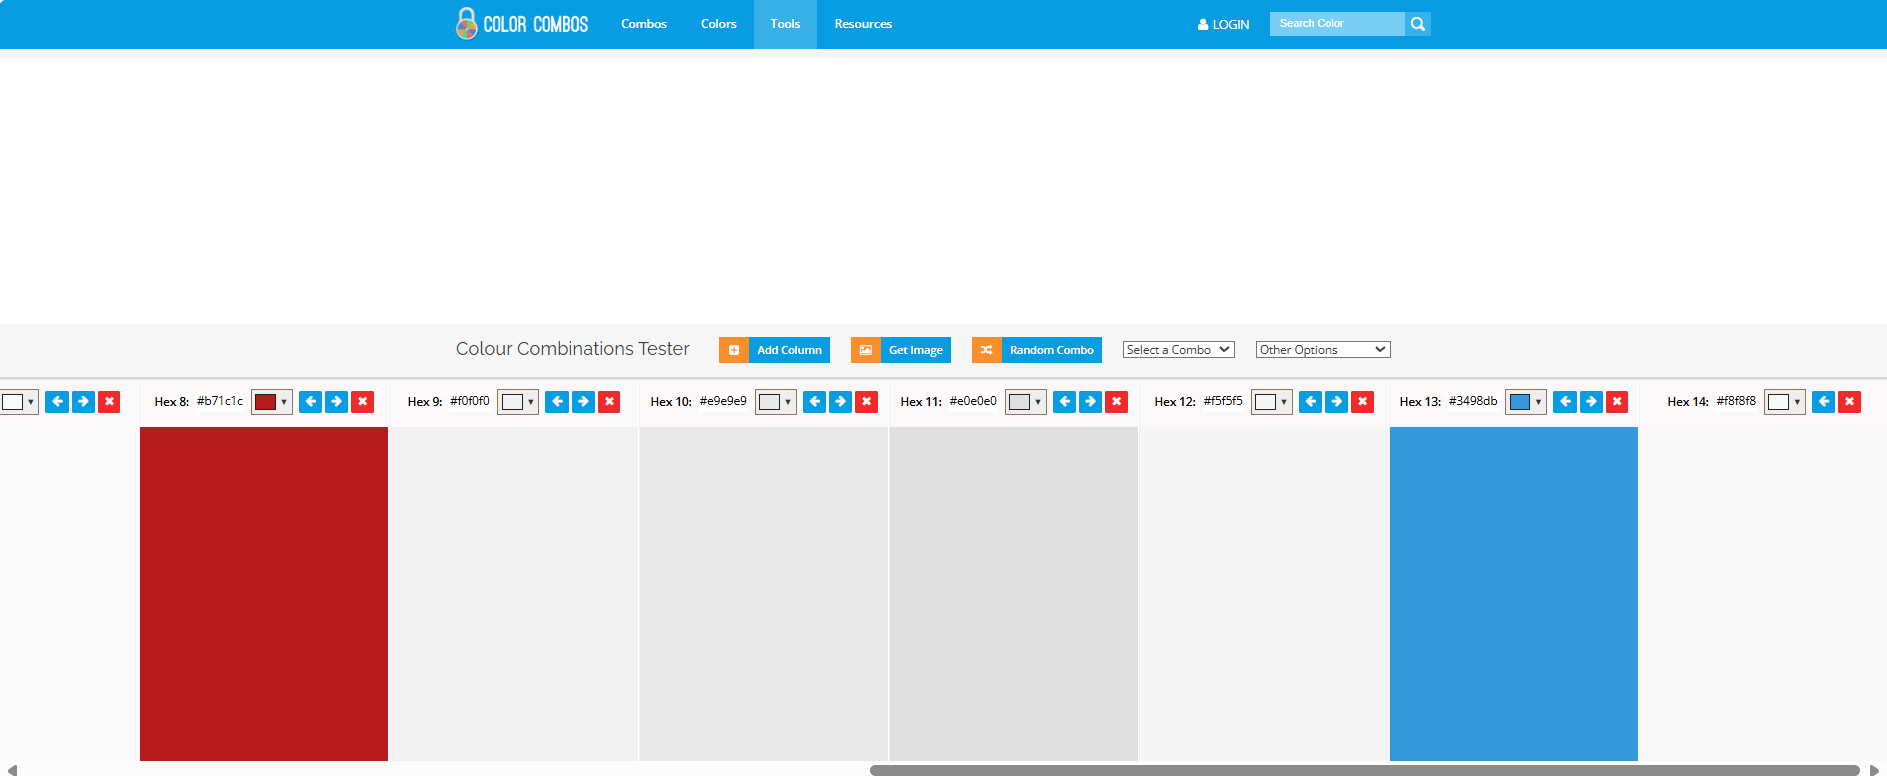 COLOR COMBOS
Combos
Colors
Tools
Resources
LOGIN
Search Color
Colour Combinations Tester
Add Column
Get Image
Random Combo
Select a Combo
Other Options
Hex 8: #b71c1c
Hex 9: #f0f0f0
Hex 10: #e9e9e9
Hex 11: #e0e0e0
Hex 12: #f5f5f5
Hex 13: #3498db
Hex 14: #f8f8f8